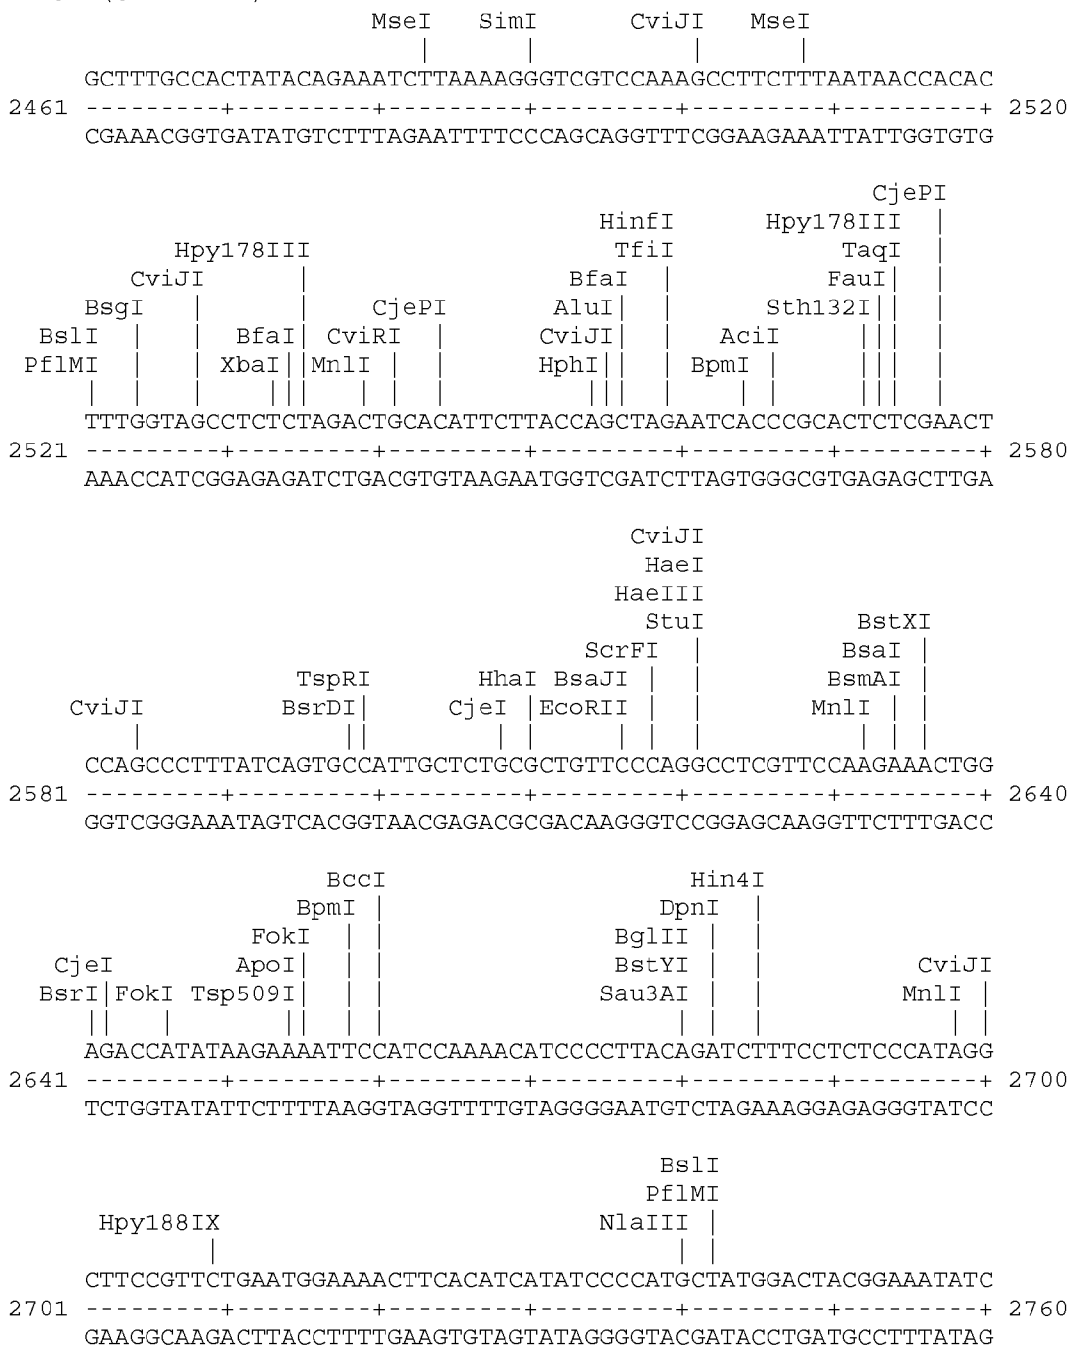 MseI SimI CviJI MseI
GCTTTGCCACTATACAGAAATCTTAAAAGGGTCGTCCAAAGCCTTCTTTAATAACCACAC
2461 ---------+---------+---------+---------+---------+---------+ 2520
CGAAACGGTGATATGTCTTTAGAATTTTCCCAGCAGGTTTCGGAAGAAATTATTGGTGTG
CjePI
HinfI Hpy178III |
Hpy178III TfiI TaqI |
CviJI | BfaI | FauI| |
BsgI | | CjePI AluI| | Sth132I|| |
BslI | | BfaI| CviRI | CviJI|| | AciI ||| |
PflMI | | XbaI|| MnlI | | HphI||| | BpmI | ||| |
| | | ||| | | | ||| | | | ||| |
TTTGGTAGCCTCTCTAGACTGCACATTCTTACCAGCTAGAATCACCCGCACTCTCGAACT
2521 ---------+---------+---------+---------+---------+---------+ 2580
AAACCATCGGAGAGATCTGACGTGTAAGAATGGTCGATCTTAGTGGGCGTGAGAGCTTGA
CviJI
HaeI
HaeIII
StuI BstXI
ScrFI | BsaI |
TspRI HhaI BsaJI | | BsmAI |
CviJI BsrDI| CjeI |EcoRII | | MnlI | |
| || | | | | | | | |
CCAGCCCTTTATCAGTGCCATTGCTCTGCGCTGTTCCCAGGCCTCGTTCCAAGAAACTGG
2581 ---------+---------+---------+---------+---------+---------+ 2640
GGTCGGGAAATAGTCACGGTAACGAGACGCGACAAGGGTCCGGAGCAAGGTTCTTTGACC
BccI Hin4I
BpmI | DpnI |
FokI | | BglII | |
CjeI ApoI| | | BstYI | | CviJI
BsrI|FokI Tsp509I| | | Sau3AI | | MnlI |
|| | || | | | | | | |
AGACCATATAAGAAAATTCCATCCAAAACATCCCCTTACAGATCTTTCCTCTCCCATAGG
2641 ---------+---------+---------+---------+---------+---------+ 2700
TCTGGTATATTCTTTTAAGGTAGGTTTTGTAGGGGAATGTCTAGAAAGGAGAGGGTATCC
BslI
PflMI
Hpy188IX NlaIII |
| | |
CTTCCGTTCTGAATGGAAAACTTCACATCATATCCCCATGCTATGGACTACGGAAATATC
2701 ---------+---------+---------+---------+---------+---------+ 2760
GAAGGCAAGACTTACCTTTTGAAGTGTAGTATAGGGGTACGATACCTGATGCCTTTATAG